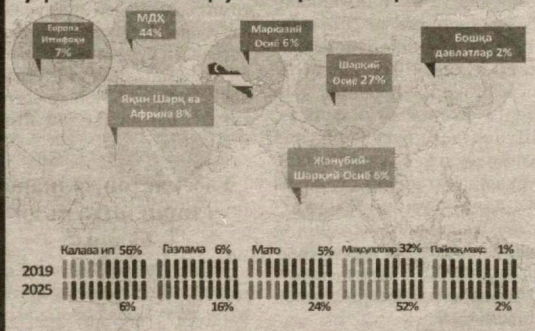 Европа
Иттифоқи
7%
МДҲ
44%
Марказий
Осиё 6%
Шарқий
Осиё 27%
Бошқа
давлатлар 2%
Яқин Шарқ ва
Африка 8%
Жанубий-
Шарқий Осиё 6%
Калава ип 56%
Газлама 6%
Мато 5%
Маҳсулотлар 32%
Пайпоқ маҳс. 1%
2019
2025
6%
16%
24%
52%
2%